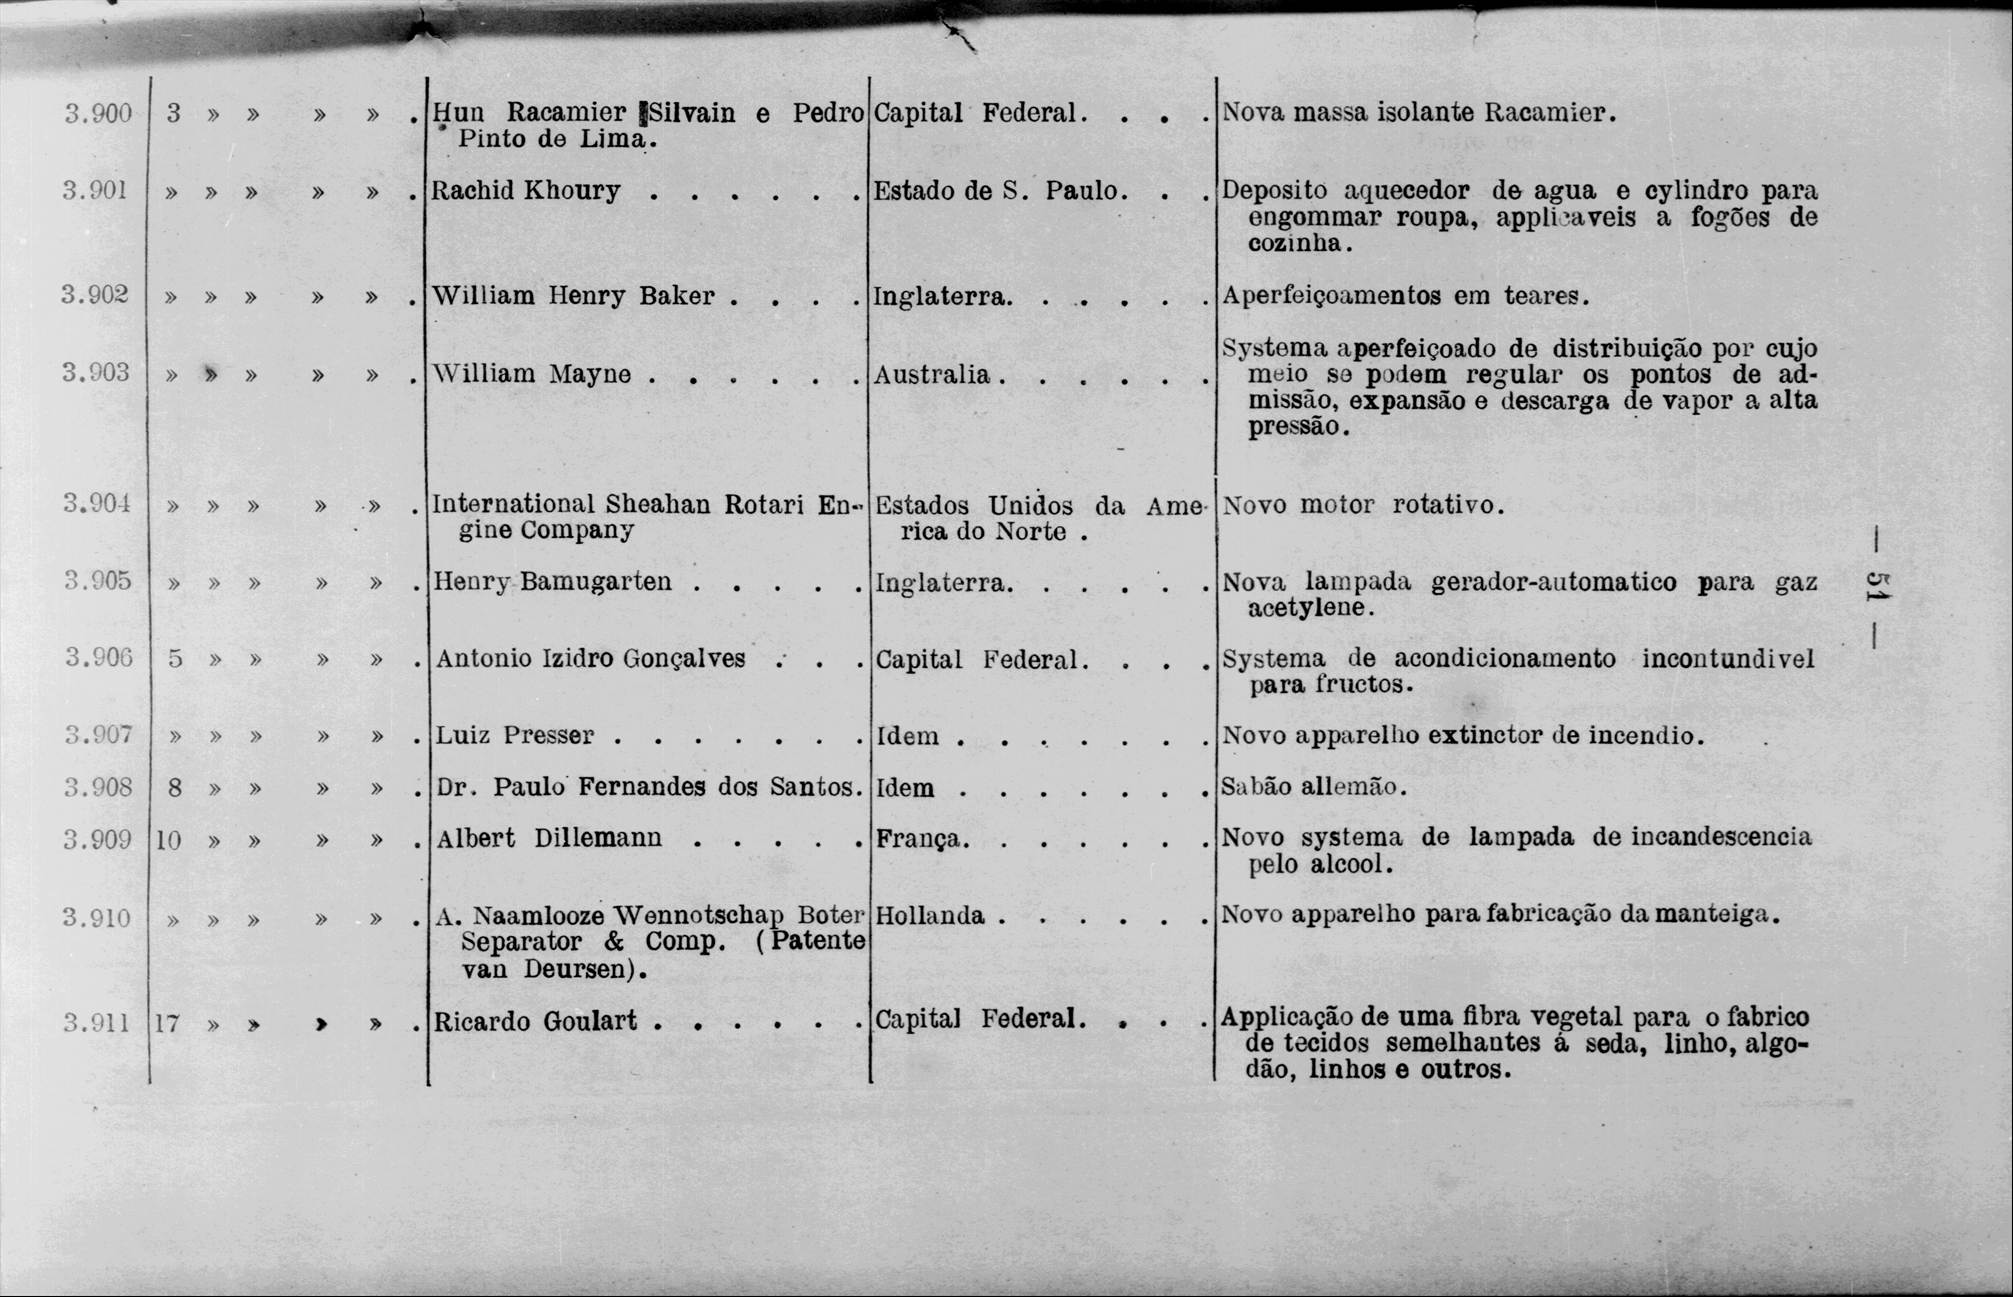 3.900 3 » » » » . Hun Racamier Silvain e Pedro Capital Federal. . . . Nova massa isolante Racamier.
Pinto de Lima.
3.901 » » » » » . Rachid Khoury . . . . . . Estado de S. Paulo. . . Deposito aquecedor de agua e cylindro para
engommar roupa, applicaveis a fogões de
cozinha.
3.902 » » » » » . William Henry Baker . . . . Inglaterra. . . . . . Aperfeiçoamentos em teares.
Systema aperfeiçoado de distribuição por cujo
3.903 » » » » » . William Mayne . . . . . . Australia . . . . . . meio se podem regular os pontos de ad-
missão, expansão e descarga de vapor a alta
pressão.
3.904 » » » » » . International Sheahan Rotari En- Estados Unidos da Ame- Novo motor rotativo.
gine Company rica do Norte .
3.905 » » » » » . Henry Bamugarten . . . . . Inglaterra. . . . . . Nova lampada gerador-automatico para gaz
acetylene.
3.906 5 » » » » . Antonio Izidro Gonçalves . . . Capital Federal. . . . Systema de acondicionamento incontundivel
para fructos.
3.907 » » » » » . Luiz Presser . . . . . . . Idem . . . . . . . Novo apparelho extinctor de incendio.
3.908 8 » » » » . Dr. Paulo Fernandes dos Santos. Idem . . . . . . . Sabão allemão.
3.909 10 » » » » . Albert Dillemann . . . . . França. . . . . . . Novo systema de lampada de incandescencia
pelo alcool.
3.910 » » » » » . A. Naamlooze Wennotschap Boter Hollanda . . . . . . Novo apparelho para fabricação da manteiga.
Separator & Comp. (Patente
van Deursen).
3.911 17 » » » » . Ricardo Goulart . . . . . . Capital Federal. . . . Applicação de uma fibra vegetal para o fabrico
de tecidos semelhantes á seda, linho, algo-
dão, linhos e outros.
— 51 —